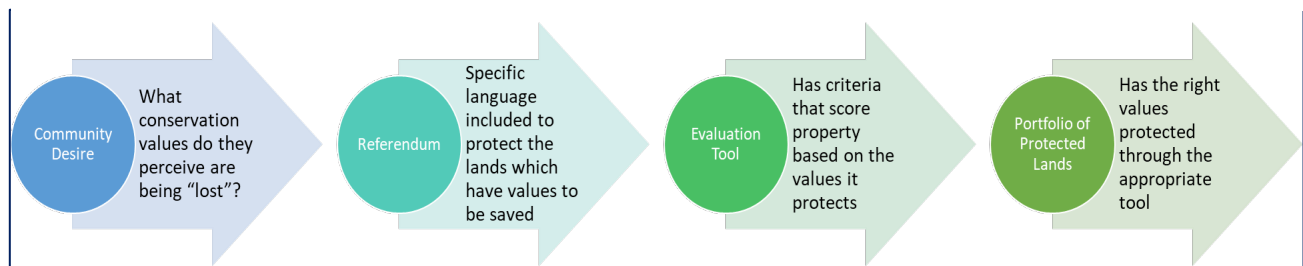 Community
Desire
What
conservation
values do they
perceive are
being “lost”?
Referendum
Specific
language
included to
protect the
lands which
have values to
be saved
Evaluation
Tool
Has criteria
that score
property
based on the
values it
protects
Portfolio of
Protected
Lands
Has the right
values
protected
through the
appropriate
tool